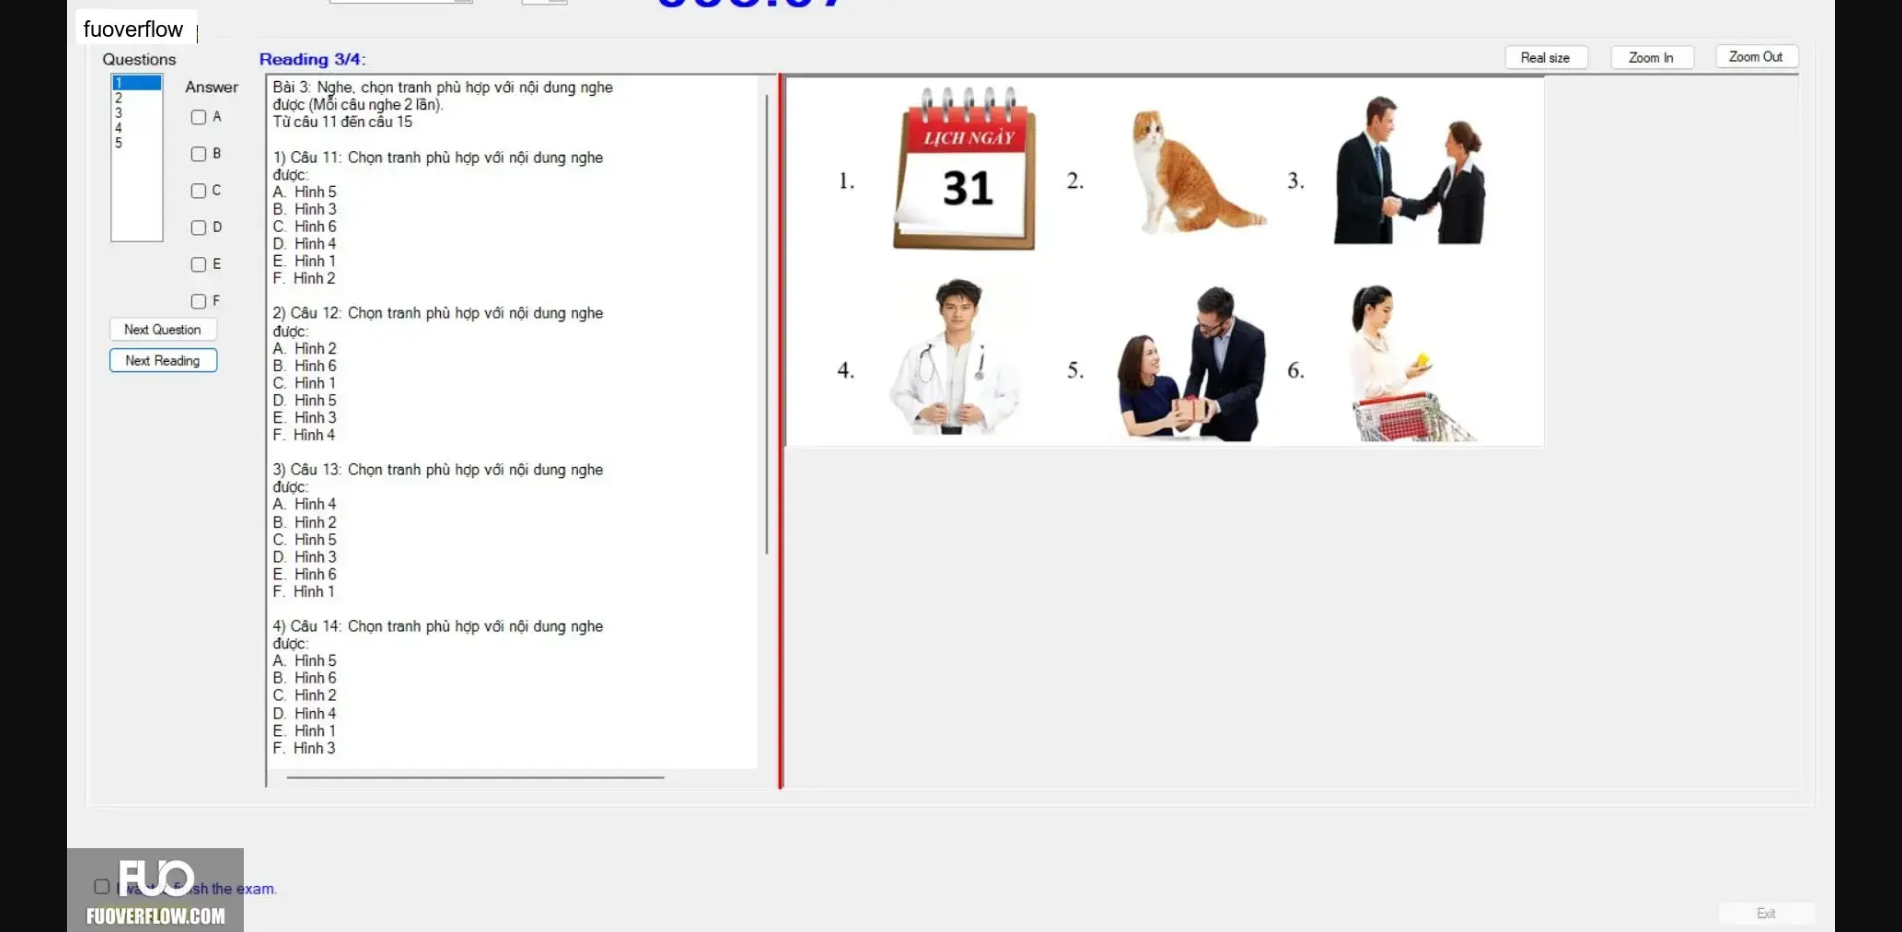 fuoverflow
Questions
Reading 3/4:
Real size
Zoom In
Zoom Out
1
2
3
4
5
Answer
A
B
C
D
E
F
Next Question
Next Reading
Bài 3: Nghe, chọn tranh phù hợp với nội dung nghe
được (Mỗi câu nghe 2 lần).
Từ câu 11 đến câu 15
1) Câu 11: Chọn tranh phù hợp với nội dung nghe
được:
A. Hình 5
B. Hình 3
C. Hình 6
D. Hình 4
E. Hình 1
F. Hình 2
2) Câu 12: Chọn tranh phù hợp với nội dung nghe
được:
A. Hình 2
B. Hình 6
C. Hình 1
D. Hình 5
E. Hình 3
F. Hình 4
3) Câu 13: Chọn tranh phù hợp với nội dung nghe
được:
A. Hình 4
B. Hình 2
C. Hình 5
D. Hình 3
E. Hình 6
F. Hình 1
4) Câu 14: Chọn tranh phù hợp với nội dung nghe
được:
A. Hình 5
B. Hình 6
C. Hình 2
D. Hình 4
E. Hình 1
F. Hình 3
1.
LỊCH NGÀY
31
2.
3.
4.
5.
6.
FUO
the exam.
FUOVERFLOW.COM
Exit